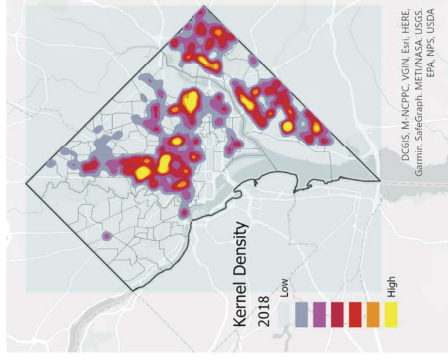 Kernel Density
2018
Low
High
DCGIS, M-NCPPC, VGIN, Esri, HERE,
Garmin, SafeGraph, METI/NASA, USGS,
EPA, NPS, USDA